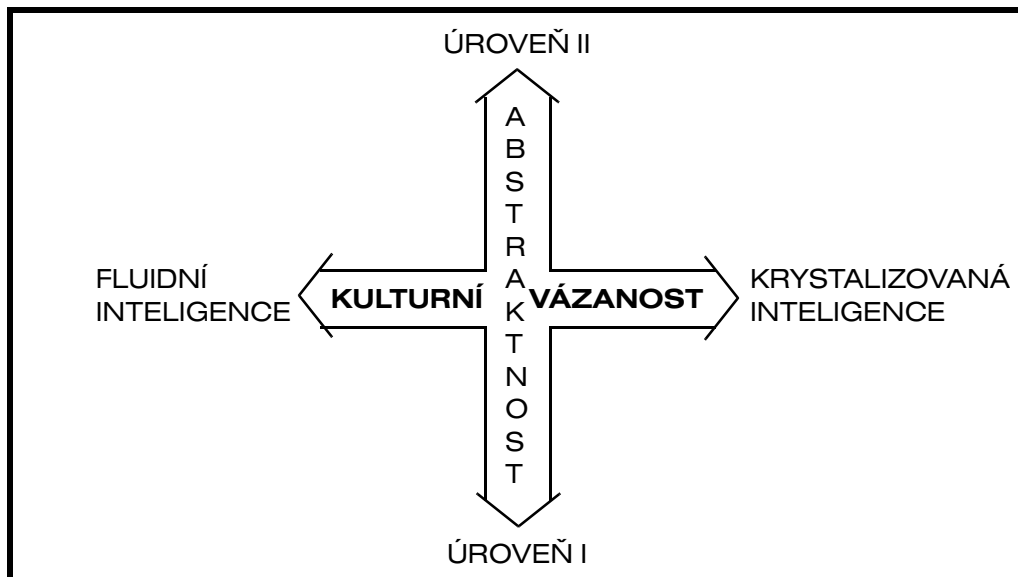 ÚROVEŇ II
ABSTRAKTNOST
FLUIDNÍ
INTELIGENCE
KULTURNÍ VÁZANOST
KRYSTALIZOVANÁ
INTELIGENCE
ÚROVEŇ I